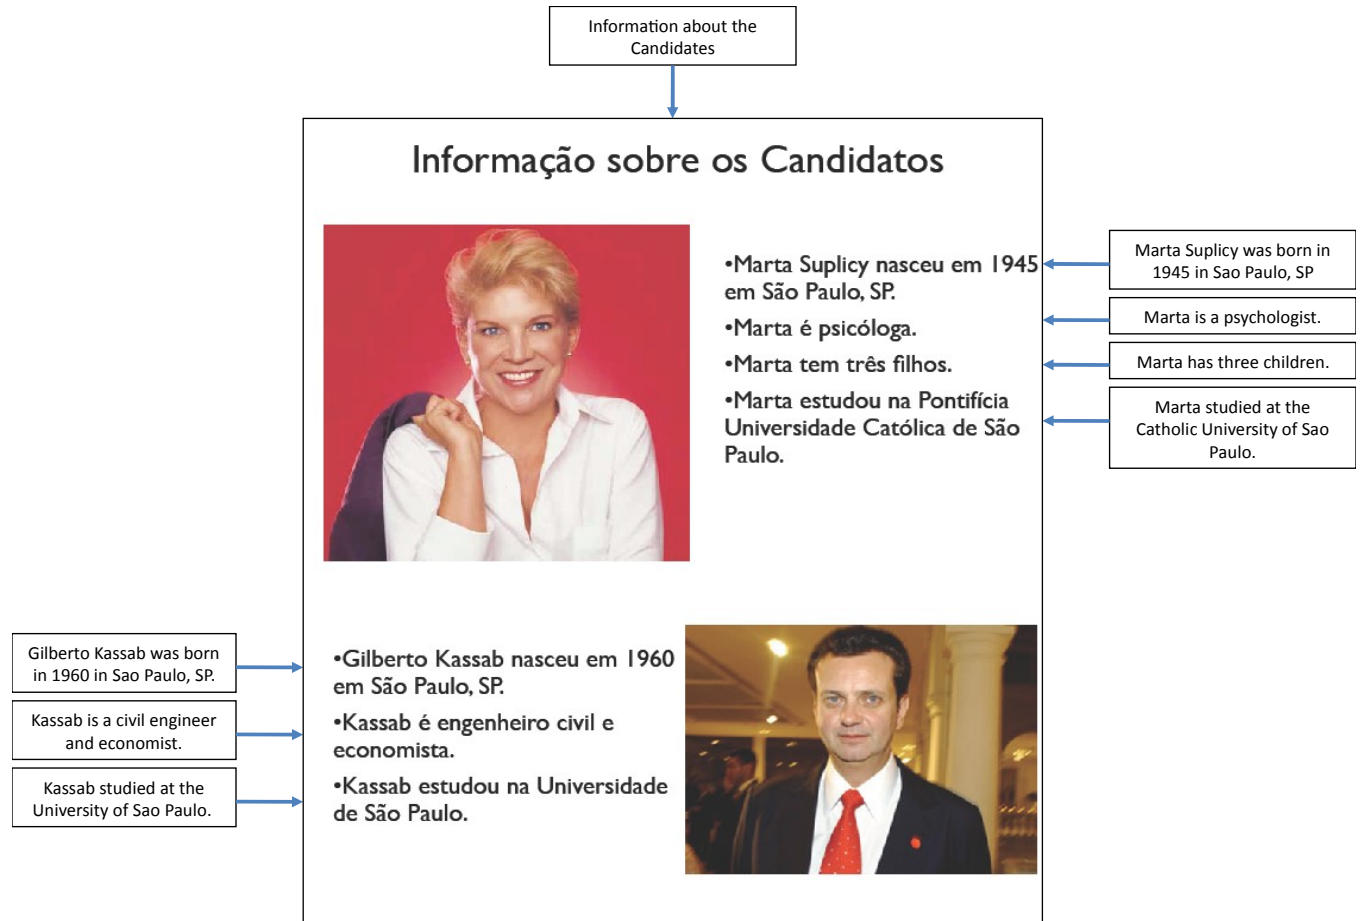 Information about the
Candidates
Informação sobre os Candidatos
•Marta Suplicy nasceu em 1945
em São Paulo, SP.
•Marta é psicóloga.
•Marta tem três filhos.
•Marta estudou na Pontifícia
Universidade Católica de São
Paulo.
Marta Suplicy was born in
1945 in Sao Paulo, SP
Marta is a psychologist.
Marta has three children.
Marta studied at the
Catholic University of Sao
Paulo.
Gilberto Kassab was born
in 1960 in Sao Paulo, SP.
Kassab is a civil engineer
and economist.
Kassab studied at the
University of Sao Paulo.
•Gilberto Kassab nasceu em 1960
em São Paulo, SP.
•Kassab é engenheiro civil e
economista.
•Kassab estudou na Universidade
de São Paulo.